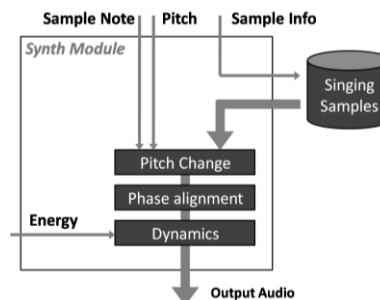 Sample Note Pitch Sample Info
Synth Module
Singing
Samples
Pitch Change
Phase alignment
Energy
Dynamics
Output Audio